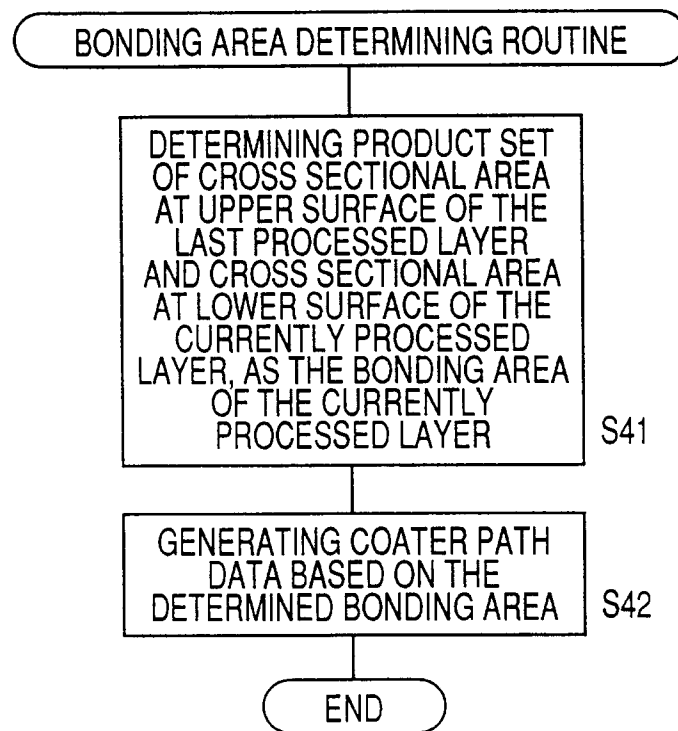 BONDING AREA DETERMINING ROUTINE
DETERMINING PRODUCT SET
OF CROSS SECTIONAL AREA
AT UPPER SURFACE OF THE
LAST PROCESSED LAYER
AND CROSS SECTIONAL AREA
AT LOWER SURFACE OF THE
CURRENTLY PROCESSED
LAYER, AS THE BONDING AREA
OF THE CURRENTLY
PROCESSED LAYER
S41
GENERATING COATER PATH
DATA BASED ON THE
DETERMINED BONDING AREA
S42
END